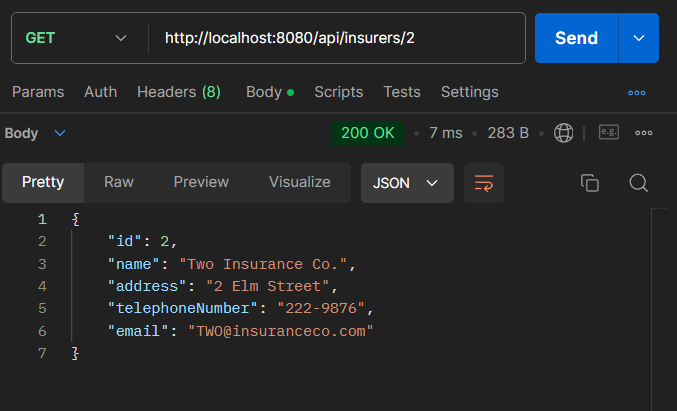 GET http://localhost:8080/api/insurers/2 Send
Params Auth Headers (8) Body Scripts Tests Settings
Body 200 OK 7 ms 283 B e.g.
Pretty Raw Preview Visualize JSON
1 {
2 "id": 2,
3 "name": "Two Insurance Co.",
4 "address": "2 Elm Street",
5 "telephoneNumber": "222-9876",
6 "email": "TWO@insuranceco.com"
7 }